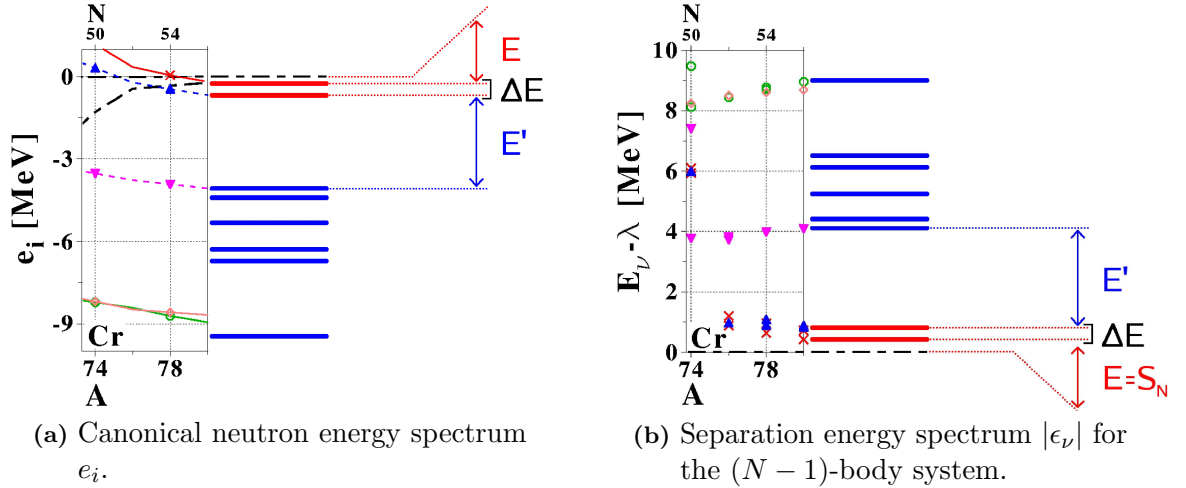 N
50 54
0
-3
-6
-9
e_i [MeV]
Cr
74 78
A
E
ΔE
E'
(a) Canonical neutron energy spectrum
e_i.
N
50 54
10
8
6
4
2
0
E_ν-λ [MeV]
Cr
74 78
A
E'
ΔE
E=S_N
(b) Separation energy spectrum |ϵ_ν| for
the (N − 1)-body system.